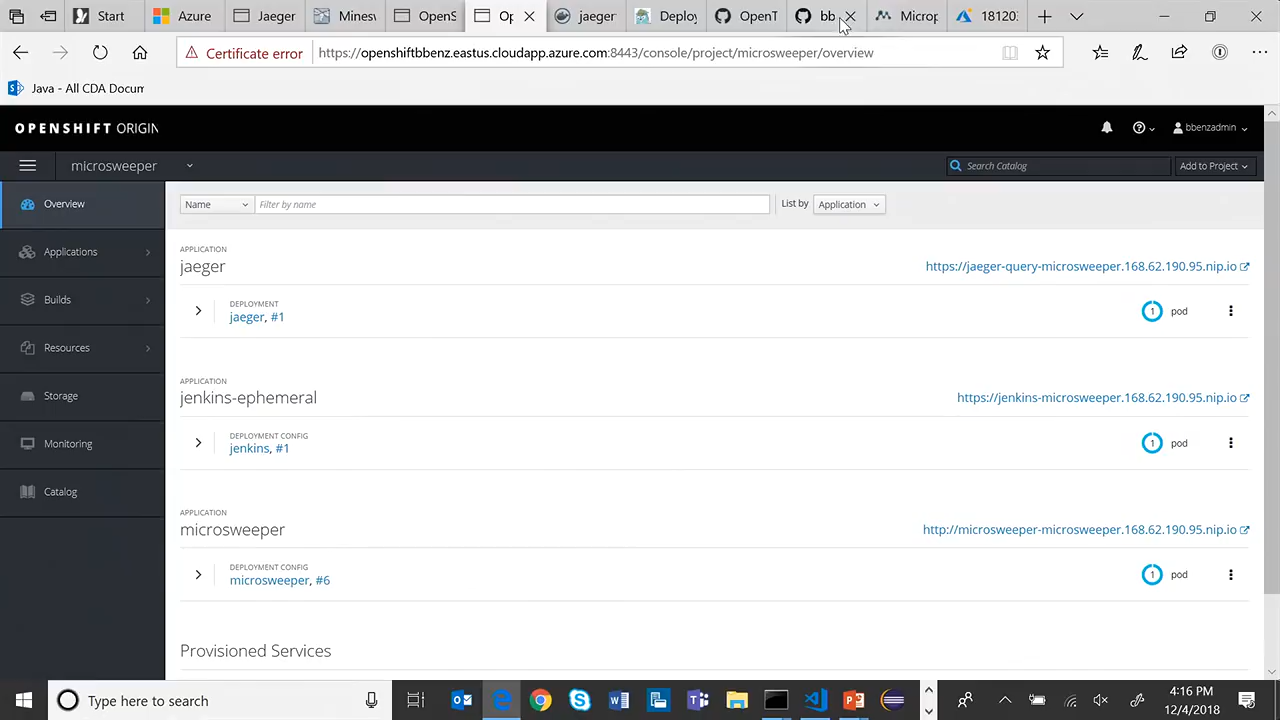 Start
Azure
Jaeger
Minesv
OpenS
Op
jaeger
Deploy
OpenT
bb
Microp
18120
Certificate error
https://openshiftbbenz.eastus.cloudapp.azure.com:8443/console/project/microsweeper/overview
Java - All CDA Docum
OPENSHIFT ORIGIN
bbenzadmin
microsweeper
Search Catalog
Add to Project
Overview
Name
Filter by name
List by
Application
Applications
Builds
Resources
Storage
Monitoring
Catalog
APPLICATION
jaeger
https://jaeger-query-microsweeper.168.62.190.95.nip.io
DEPLOYMENT
jaeger, #1
1 pod
APPLICATION
jenkins-ephemeral
https://jenkins-microsweeper.168.62.190.95.nip.io
DEPLOYMENT CONFIG
jenkins, #1
1 pod
APPLICATION
microsweeper
http://microsweeper-microsweeper.168.62.190.95.nip.io
DEPLOYMENT CONFIG
microsweeper, #6
1 pod
Provisioned Services
Type here to search
4:16 PM
12/4/2018